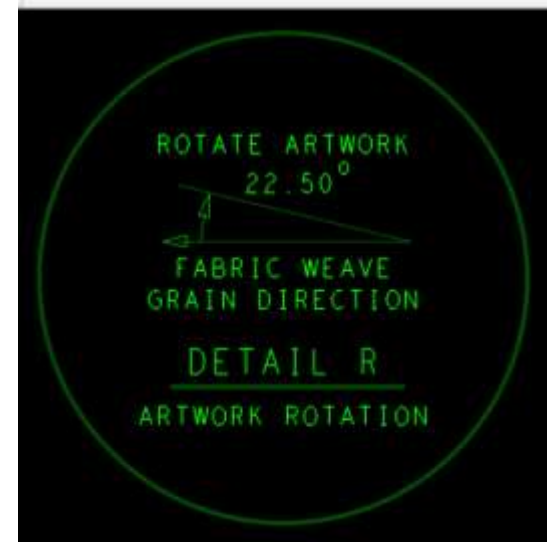 ROTATE ARTWORK
22.50°
FABRIC WEAVE
GRAIN DIRECTION
DETAIL R
ARTWORK ROTATION